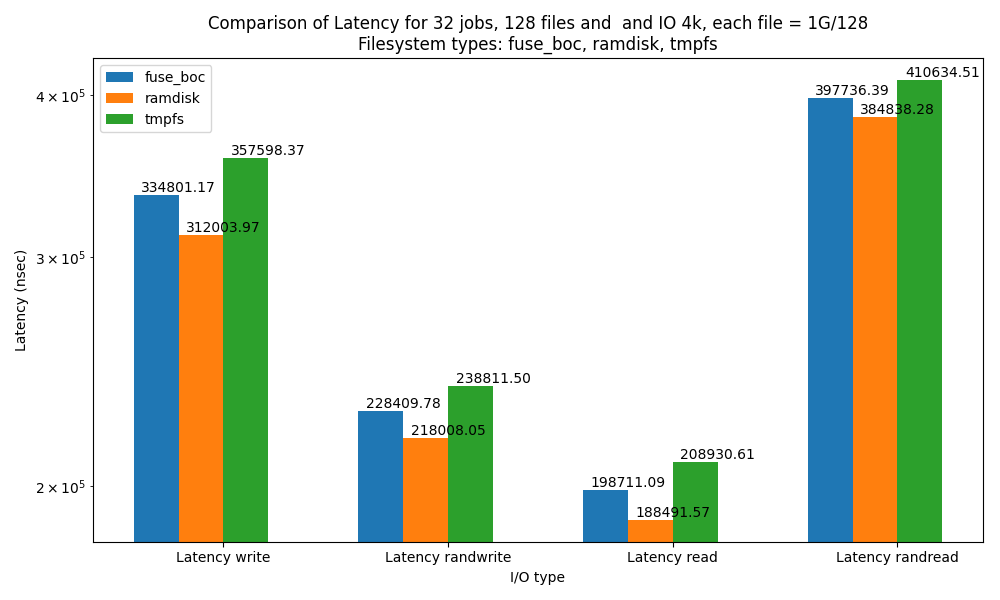 Comparison of Latency for 32 jobs, 128 files and  and IO 4k, each file = 1G/128
Filesystem types: fuse_boc, ramdisk, tmpfs
fuse_boc
ramdisk
tmpfs
4 × 10⁵
3 × 10⁵
2 × 10⁵
Latency (nsec)
334801.17
312003.97
357598.37
228409.78
218008.05
238811.50
198711.09
188491.57
208930.61
397736.39
384838.28
410634.51
Latency write
Latency randwrite
Latency read
Latency randread
I/O type